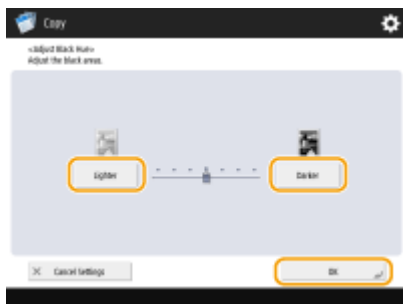 Copy
<Adjust Black Hue>
Adjust the black areas.
Lighter
Darker
Cancel Settings
OK